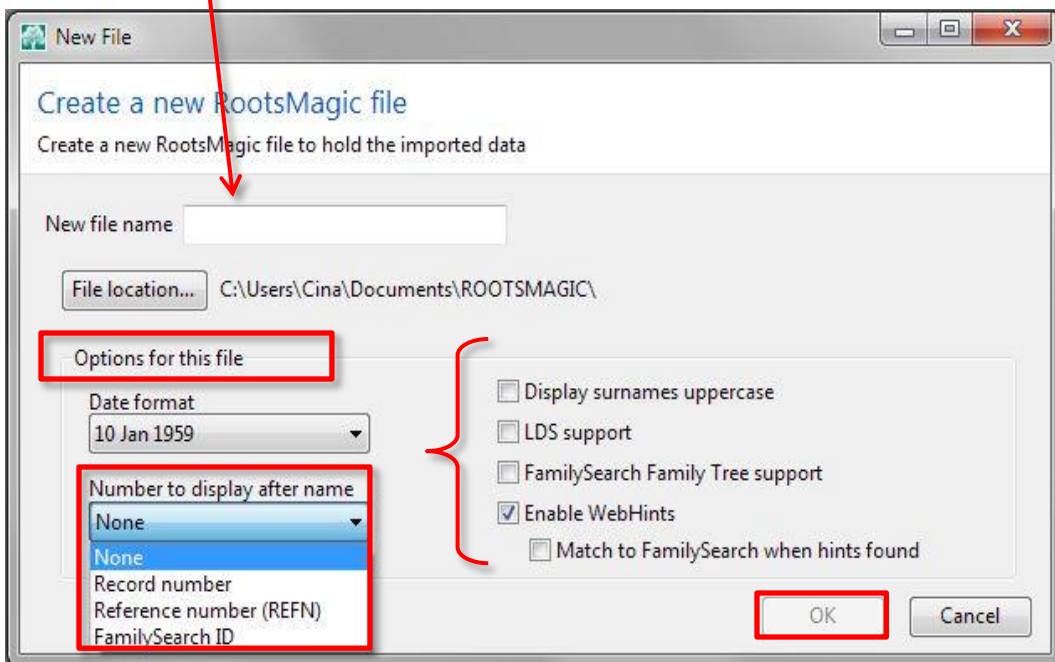 New File
Create a new RootsMagic file
Create a new RootsMagic file to hold the imported data
New file name
File location... C:\Users\Cina\Documents\ROOTSMAGIC\
Options for this file
Date format
10 Jan 1959
Number to display after name
None
None
Record number
Reference number (REFN)
FamilySearch ID
Display surnames uppercase
LDS support
FamilySearch Family Tree support
Enable WebHints
Match to FamilySearch when hints found
OK Cancel